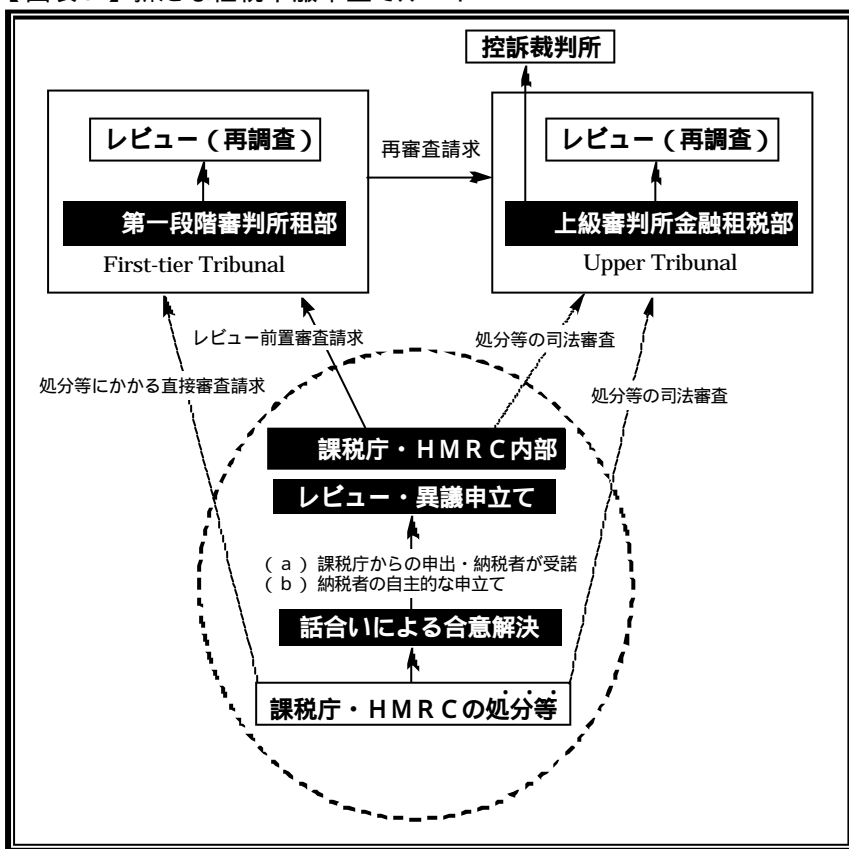 控訴裁判所
レビュー(再調査)
再審査請求
レビュー(再調査)
第一段階審判所租部
上級審判所金融租税部
First-tier Tribunal
Upper Tribunal
レビュー前置審査請求
処分等の司法審査
処分等にかかる直接審査請求
処分等の司法審査
課税庁・HMRC内部
レビュー・異議申立て
(a)課税庁からの申出・納税者が受諾
(b)納税者の自主的な申立て
話合いによる合意解決
課税庁・HMRCの処分等